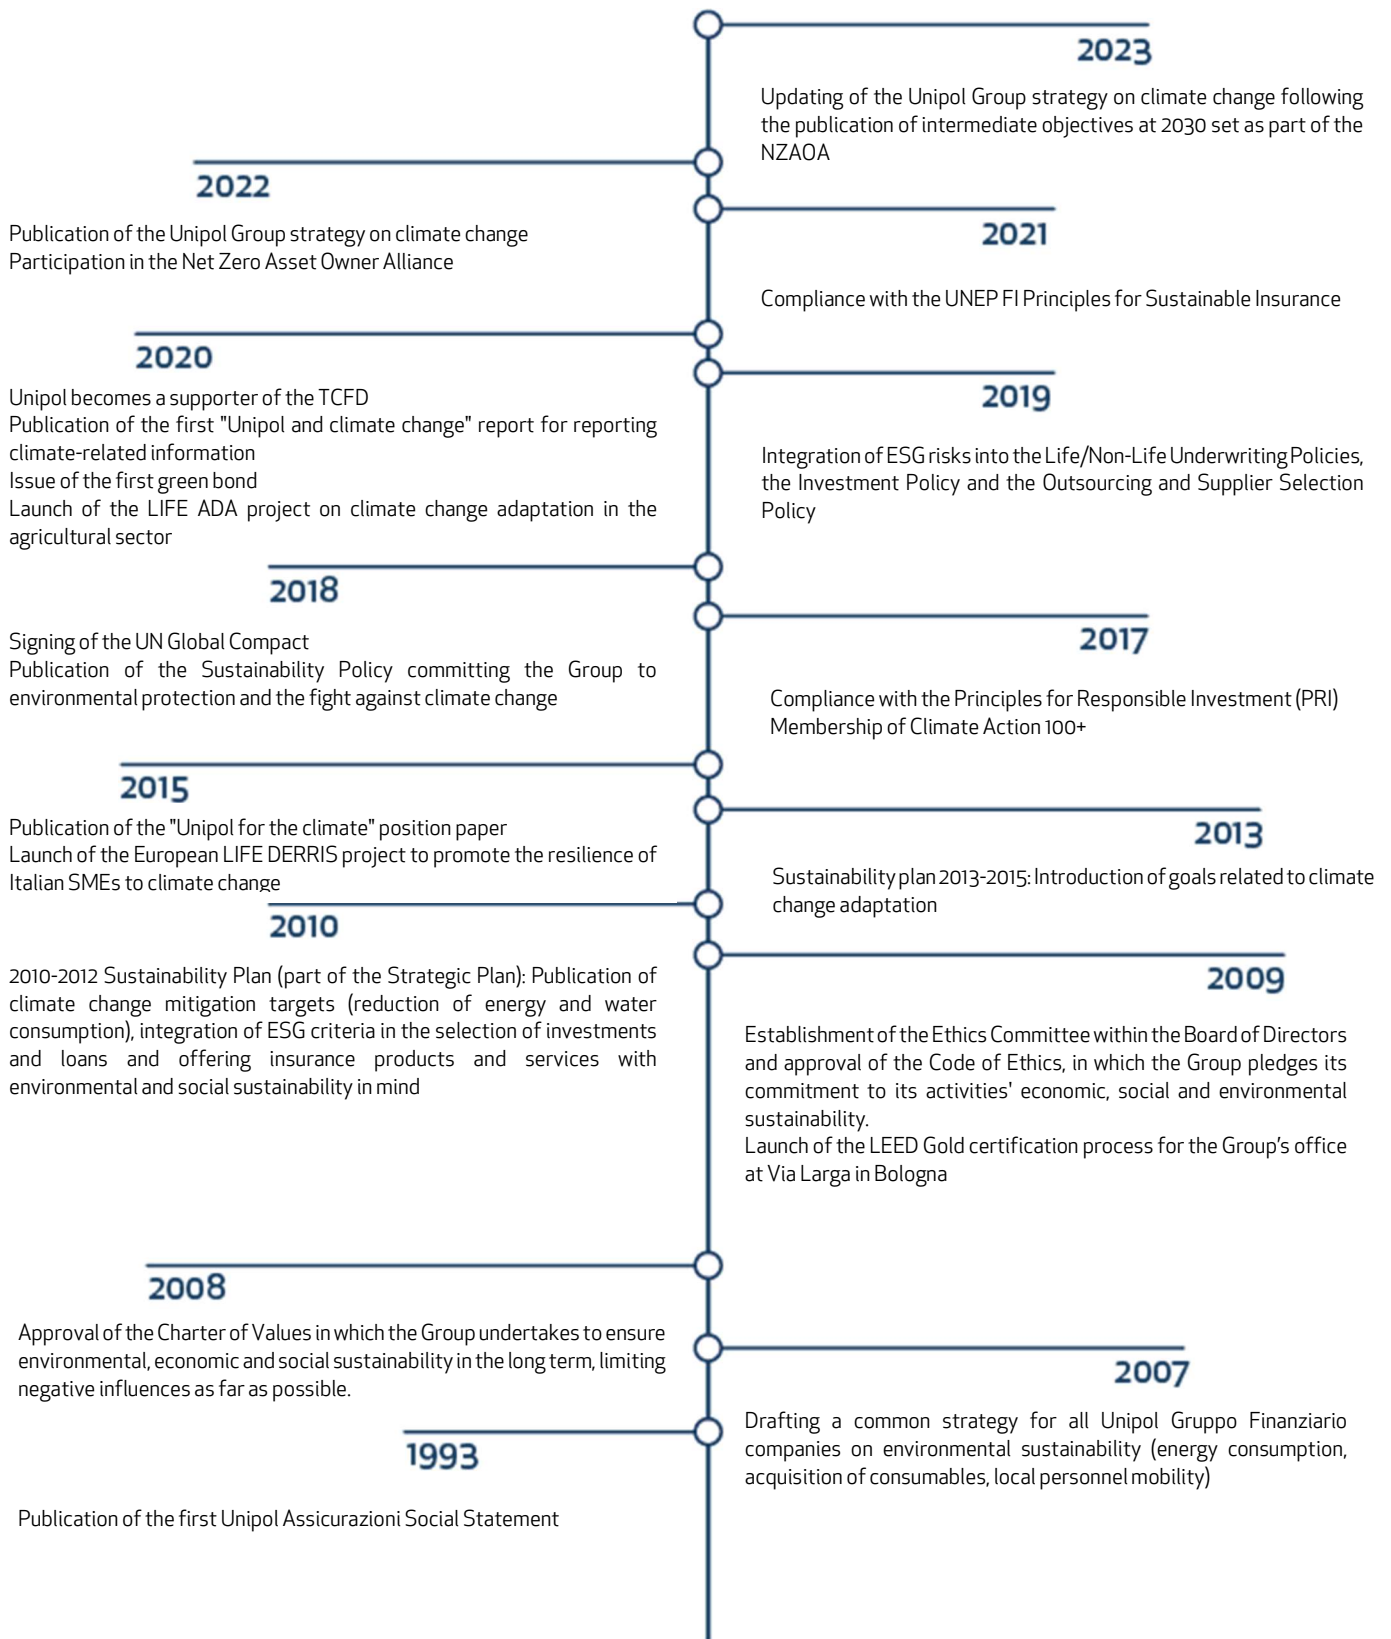 2023
Updating of the Unipol Group strategy on climate change following
the publication of intermediate objectives at 2030 set as part of the
NZAOA
2022
Publication of the Unipol Group strategy on climate change
Participation in the Net Zero Asset Owner Alliance
2021
Compliance with the UNEP FI Principles for Sustainable Insurance
2020
Unipol becomes a supporter of the TCFD
Publication of the first "Unipol and climate change" report for reporting
climate-related information
Issue of the first green bond
Launch of the LIFE ADA project on climate change adaptation in the
agricultural sector
2019
Integration of ESG risks into the Life/Non-Life Underwriting Policies,
the Investment Policy and the Outsourcing and Supplier Selection
Policy
2018
Signing of the UN Global Compact
Publication of the Sustainability Policy committing the Group to
environmental protection and the fight against climate change
2017
Compliance with the Principles for Responsible Investment (PRI)
Membership of Climate Action 100+
2015
Publication of the "Unipol for the climate" position paper
Launch of the European LIFE DERRIS project to promote the resilience of
Italian SMEs to climate change
2013
Sustainability plan 2013-2015: Introduction of goals related to climate
change adaptation
2010
2010-2012 Sustainability Plan (part of the Strategic Plan): Publication of
climate change mitigation targets (reduction of energy and water
consumption), integration of ESG criteria in the selection of investments
and loans and offering insurance products and services with
environmental and social sustainability in mind
2009
Establishment of the Ethics Committee within the Board of Directors
and approval of the Code of Ethics, in which the Group pledges its
commitment to its activities' economic, social and environmental
sustainability.
Launch of the LEED Gold certification process for the Group's office
at Via Larga in Bologna
2008
Approval of the Charter of Values in which the Group undertakes to ensure
environmental, economic and social sustainability in the long term, limiting
negative influences as far as possible.
2007
Drafting a common strategy for all Unipol Gruppo Finanziario
companies on environmental sustainability (energy consumption,
acquisition of consumables, local personnel mobility)
1993
Publication of the first Unipol Assicurazioni Social Statement